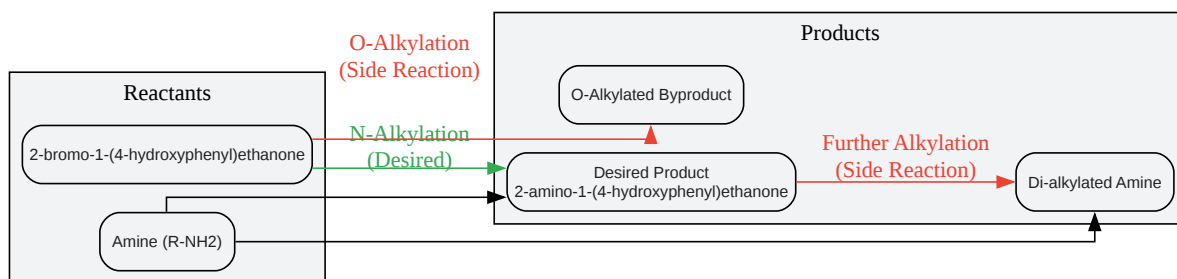 Products
O-Alkylation
(Side Reaction)
Reactants
O-Alkylated Byproduct
2-bromo-1-(4-hydroxyphenyl)ethanone
N-Alkylation
(Desired)
Desired Product
2-amino-1-(4-hydroxyphenyl)ethanone
Further Alkylation
(Side Reaction)
Di-alkylated Amine
Amine (R-NH2)